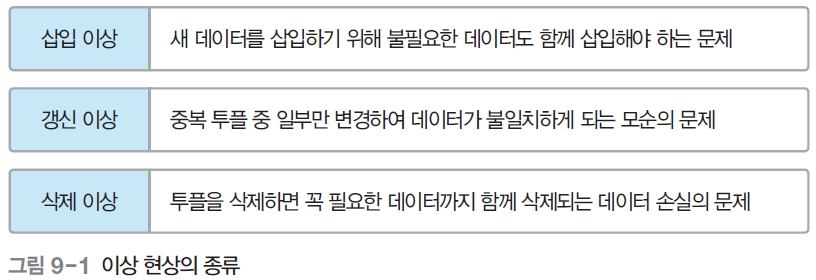 삽입 이상 새 데이터를 삽입하기 위해 불필요한 데이터도 함께 삽입해야 하는 문제
갱신 이상 중복 투플 중 일부만 변경하여 데이터가 불일치하게 되는 모순의 문제
삭제 이상 투플을 삭제하면 꼭 필요한 데이터까지 함께 삭제되는 데이터 손실의 문제
그림 9-1 이상 현상의 종류